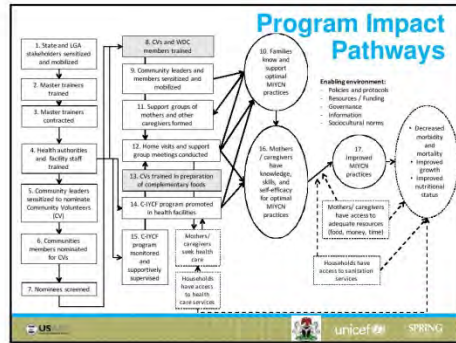 Program Impact
Pathways
1. State and LGA
stakeholders sensitized
and mobilized
2. Master trainers
trained
3. Master trainers
contracted
4. Health authorities
and facility staff trained
5. Community leaders
sensitized to nominate
Community Volunteers
(CV)
6. Communities
members nominated
for CVs
7. Nominees screened
8. CVs and WDC
members trained
9. Community leaders
and members sensitized and
mobilized
11. Support groups of
mothers and other
caregivers formed
12. Home visits and support
group meetings conducted
13. CVs trained in preparation
of complementary foods
14. C-IYCF program promoted
in health facilities
15. C-IYCF
program
monitored
and
supportively
supervised
Mothers/
caregivers
seek health
care
Households
have access
to health
care services
10. Families
know and
support
optimal
MIYCN
practices
16. Mothers
/ caregivers
have
knowledge,
skills, and
self-efficacy
for optimal
MIYCN
practices
Enabling environment:
- Policies and protocols
- Resources / Funding
- Governance
- Information
- Sociocultural norms
17.
Improved
MIYCN
practices
Mothers/ caregivers
have access to
adequate resources
(food, money, time)
Households have
access to sanitation
services
• Decreased
morbidity
and
mortality
• Improved
growth
• Improved
nutritional
status
USAID
unicef
SPRING